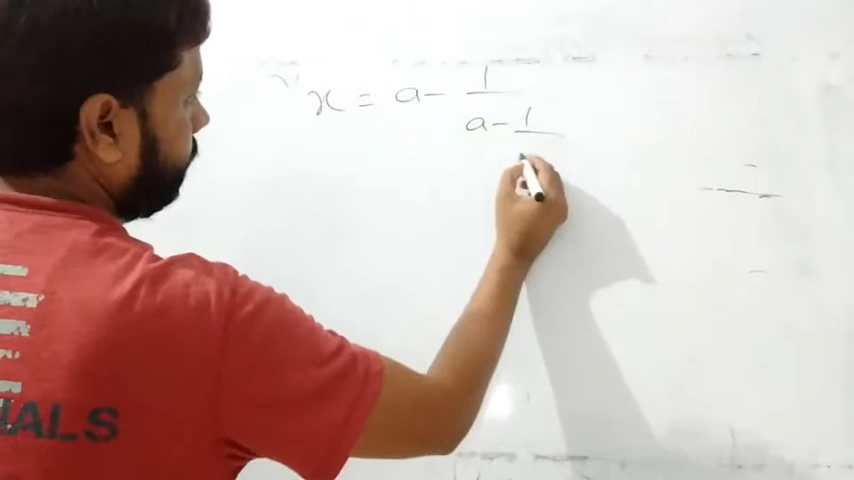 x = a - 1
a - 1
ALS